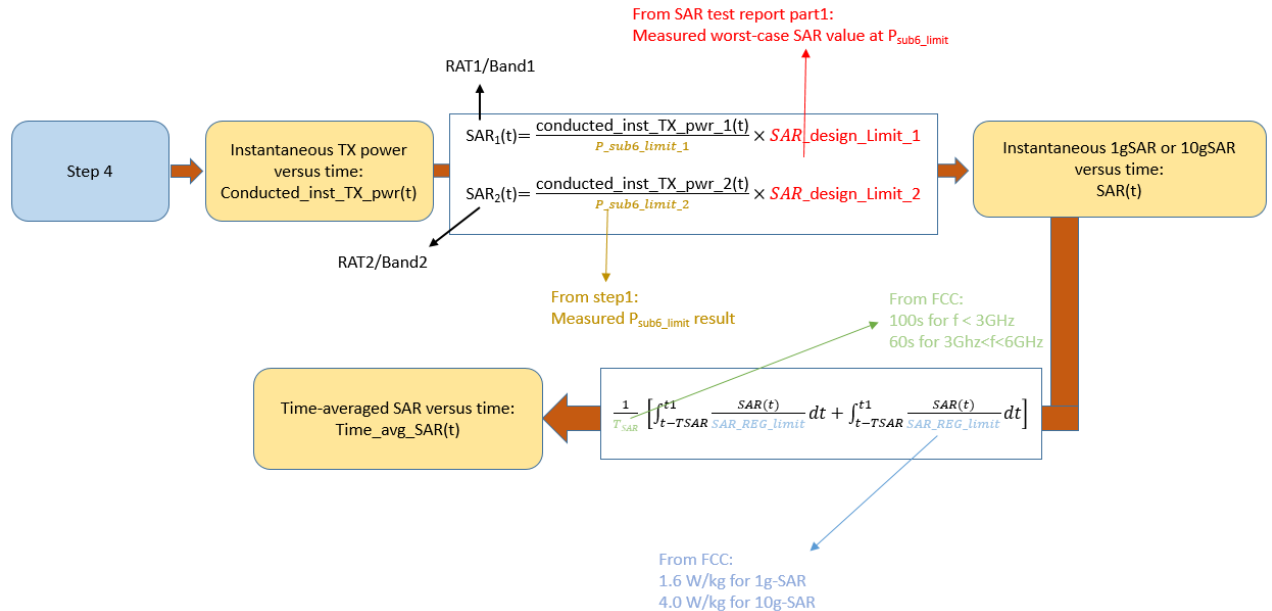 From SAR test report part1:
Measured worst-case SAR value at P_sub6_limit
RAT1/Band1
Step 4
Instantaneous TX power
versus time:
Conducted_inst_TX_pwr(t)
SAR₁(t)= conducted_inst_TX_pwr_1(t) / P_sub6_limit_1 × SAR_design_Limit_1
SAR₂(t)= conducted_inst_TX_pwr_2(t) / P_sub6_limit_2 × SAR_design_Limit_2
Instantaneous 1gSAR or 10gSAR
versus time:
SAR(t)
RAT2/Band2
From step1:
Measured P_sub6_limit result
From FCC:
100s for f < 3GHz
60s for 3Ghz<f<6GHz
Time-averaged SAR versus time:
Time_avg_SAR(t)
1/T_SAR [∫_{t−TSAR}^{t1} SAR(t)/SAR_REG_limit dt + ∫_{t−TSAR}^{t1} SAR(t)/SAR_REG_limit dt]
From FCC:
1.6 W/kg for 1g-SAR
4.0 W/kg for 10g-SAR